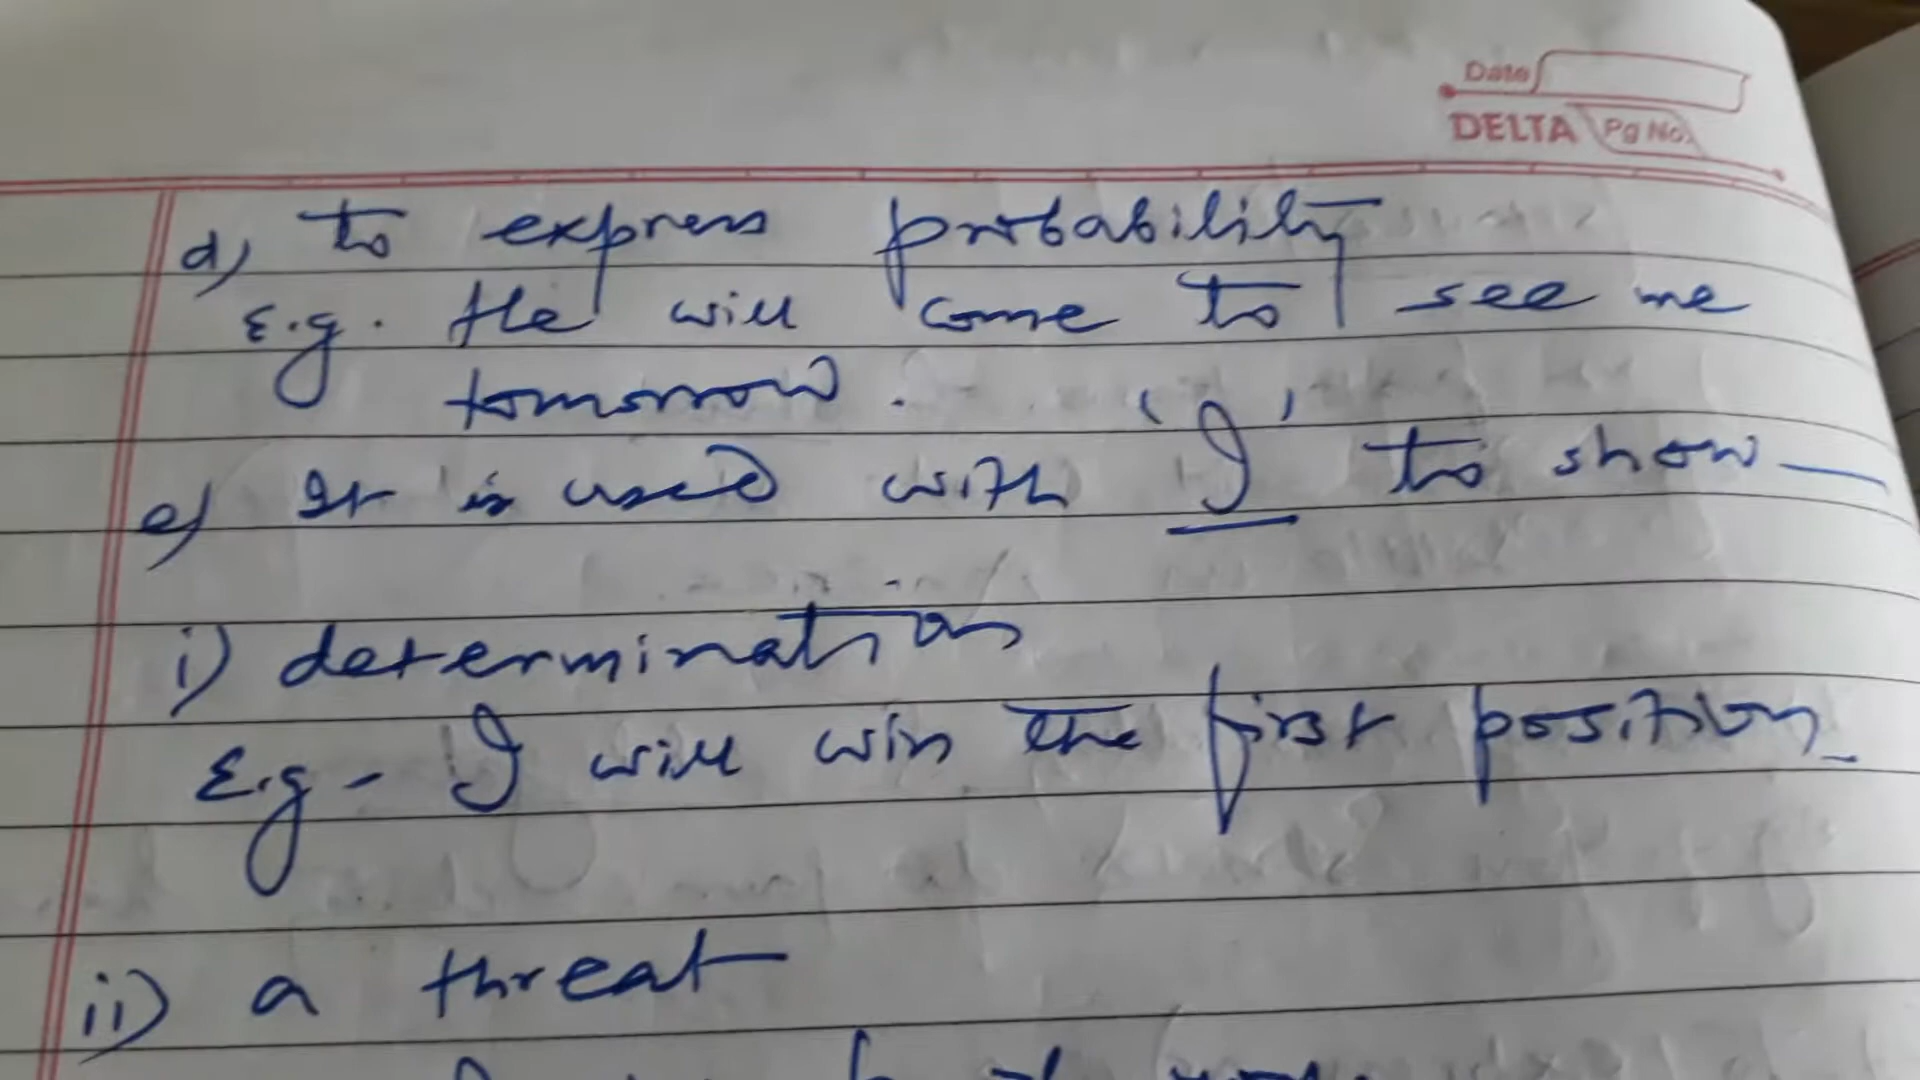 Date
DELTA Pg No.
d) to express probability
E.g. He will come to see me
tomorrow.
e) It is used with 'I' to show —
i) determination
E.g - I will win the first position.
ii) a threat